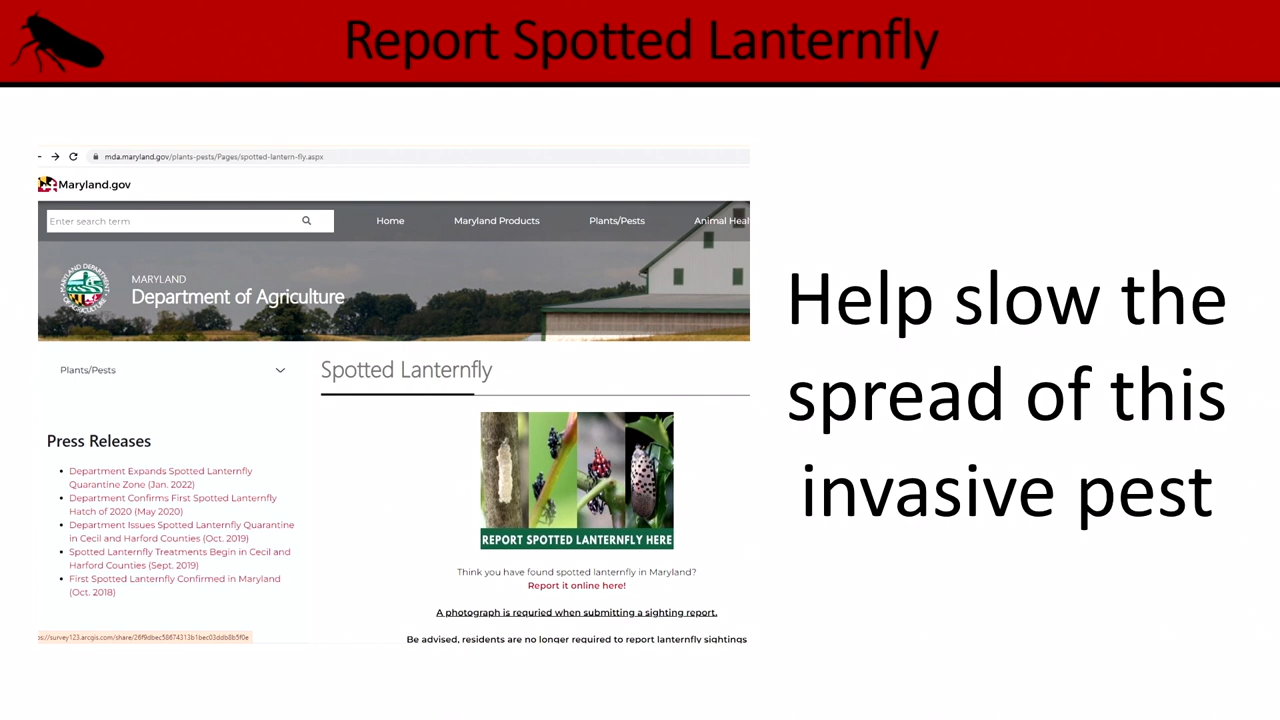 Report Spotted Lanternfly
mda.maryland.gov/plants-pests/Pages/spotted-lantern-fly.aspx
Maryland.gov
Enter search term
Home
Maryland Products
Plants/Pests
Animal Heal
MARYLAND
Department of Agriculture
Plants/Pests
Spotted Lanternfly
Press Releases
Department Expands Spotted Lanternfly
Quarantine Zone (Jan. 2022)
Department Confirms First Spotted Lanternfly
Hatch of 2020 (May 2020)
Department Issues Spotted Lanternfly Quarantine
in Cecil and Harford Counties (Oct. 2019)
Spotted Lanternfly Treatments Begin in Cecil and
Harford Counties (Sept. 2019)
First Spotted Lanternfly Confirmed in Maryland
(Oct. 2018)
REPORT SPOTTED LANTERNFLY HERE
Think you have found spotted lanternfly in Maryland?
Report it online here!
A photograph is requried when submitting a sighting report.
Be advised, residents are no longer required to report lanternfly sightings
Help slow the
spread of this
invasive pest